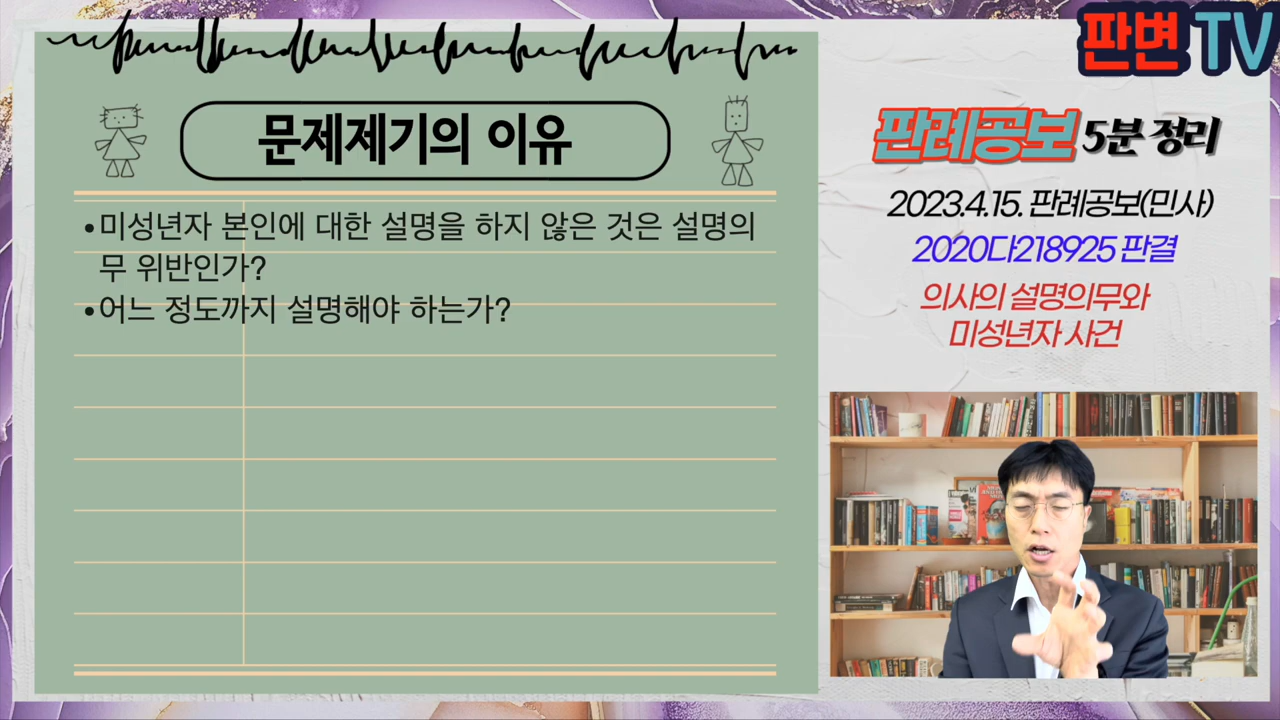 판변 TV
문제제기의 이유
•미성년자 본인에 대한 설명을 하지 않은 것은 설명의
무 위반인가?
•어느 정도까지 설명해야 하는가?
판례공보 5분 정리
2023.4.15. 판례공보(민사)
2020다218925 판결
의사의 설명의무와
미성년자 사건